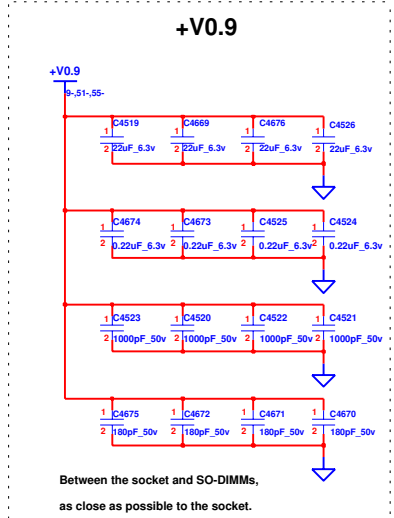 +V0.9
+V0.9
9-,51-,55-
C4519 C4669 C4676 C4526
1 1 1 1
2 22uF_6.3v 2 22uF_6.3v 2 22uF_6.3v 2 22uF_6.3v
C4674 C4673 C4525 C4524
1 1 1 1
2 0.22uF_6.3v 2 0.22uF_6.3v 2 0.22uF_6.3v 2 0.22uF_6.3v
C4523 C4520 C4522 C4521
1 1 1 1
2 1000pF_50v 2 1000pF_50v 2 1000pF_50v 2 1000pF_50v
C4675 C4672 C4671 C4670
1 1 1 1
2 180pF_50v 2 180pF_50v 2 180pF_50v 2 180pF_50v
Between the socket and SO-DIMMs,
as close as possible to the socket.